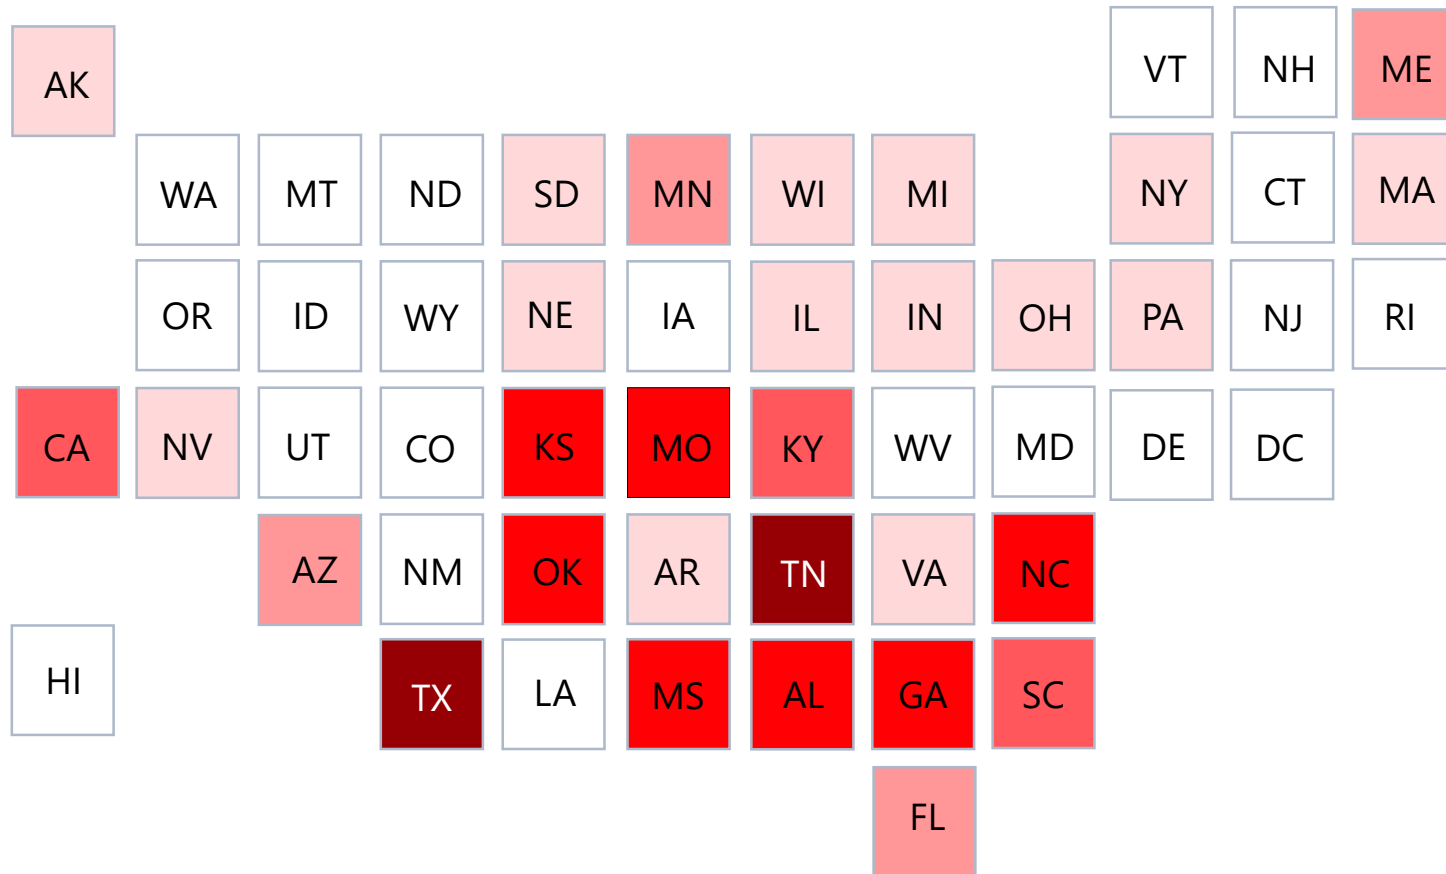 AK VT NH ME
WA MT ND SD MN WI MI NY CT MA
OR ID WY NE IA IL IN OH PA NJ RI
CA NV UT CO KS MO KY WV MD DE DC
AZ NM OK AR TN VA NC
HI TX LA MS AL GA SC
FL